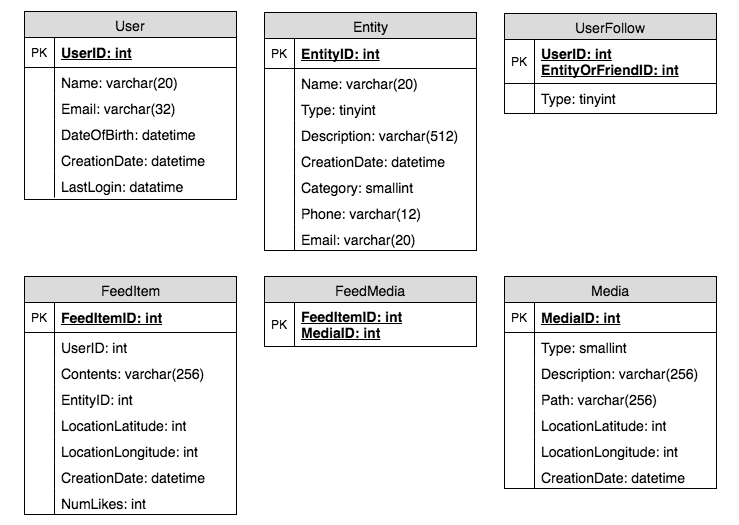 User
PK UserID: int
Name: varchar(20)
Email: varchar(32)
DateOfBirth: datetime
CreationDate: datetime
LastLogin: datatime
Entity
PK EntityID: int
Name: varchar(20)
Type: tinyint
Description: varchar(512)
CreationDate: datetime
Category: smallint
Phone: varchar(12)
Email: varchar(20)
UserFollow
PK UserID: int
EntityOrFriendID: int
Type: tinyint
FeedItem
PK FeedItemID: int
UserID: int
Contents: varchar(256)
EntityID: int
LocationLatitude: int
LocationLongitude: int
CreationDate: datetime
NumLikes: int
FeedMedia
PK FeedItemID: int
MediaID: int
Media
PK MediaID: int
Type: smallint
Description: varchar(256)
Path: varchar(256)
LocationLatitude: int
LocationLongitude: int
CreationDate: datetime